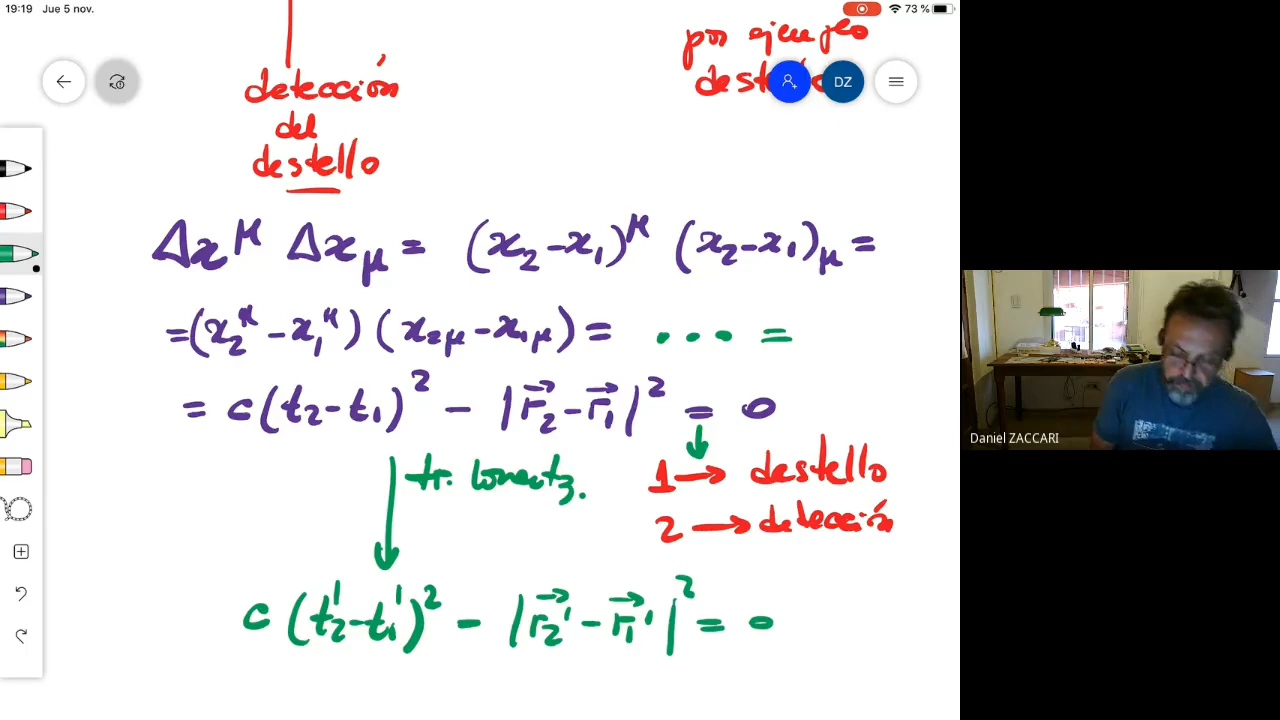 19:19 Jue 5 nov. 73 %
por ejemplo
DZ
detección
del
destello
Δx^μ Δx_μ = (x₂-x₁)^μ (x₂-x₁)_μ =
=(x₂^μ - x₁^μ)(x₂μ - x₁μ) = ... =
= c(t₂-t₁)² - |r⃗₂-r⃗₁|² = 0
tr. Lorentz.
1 → destello
2 → detección
c(t₂'-t₁')² - |r⃗₂'-r⃗₁'|² = 0
Daniel ZACCARI